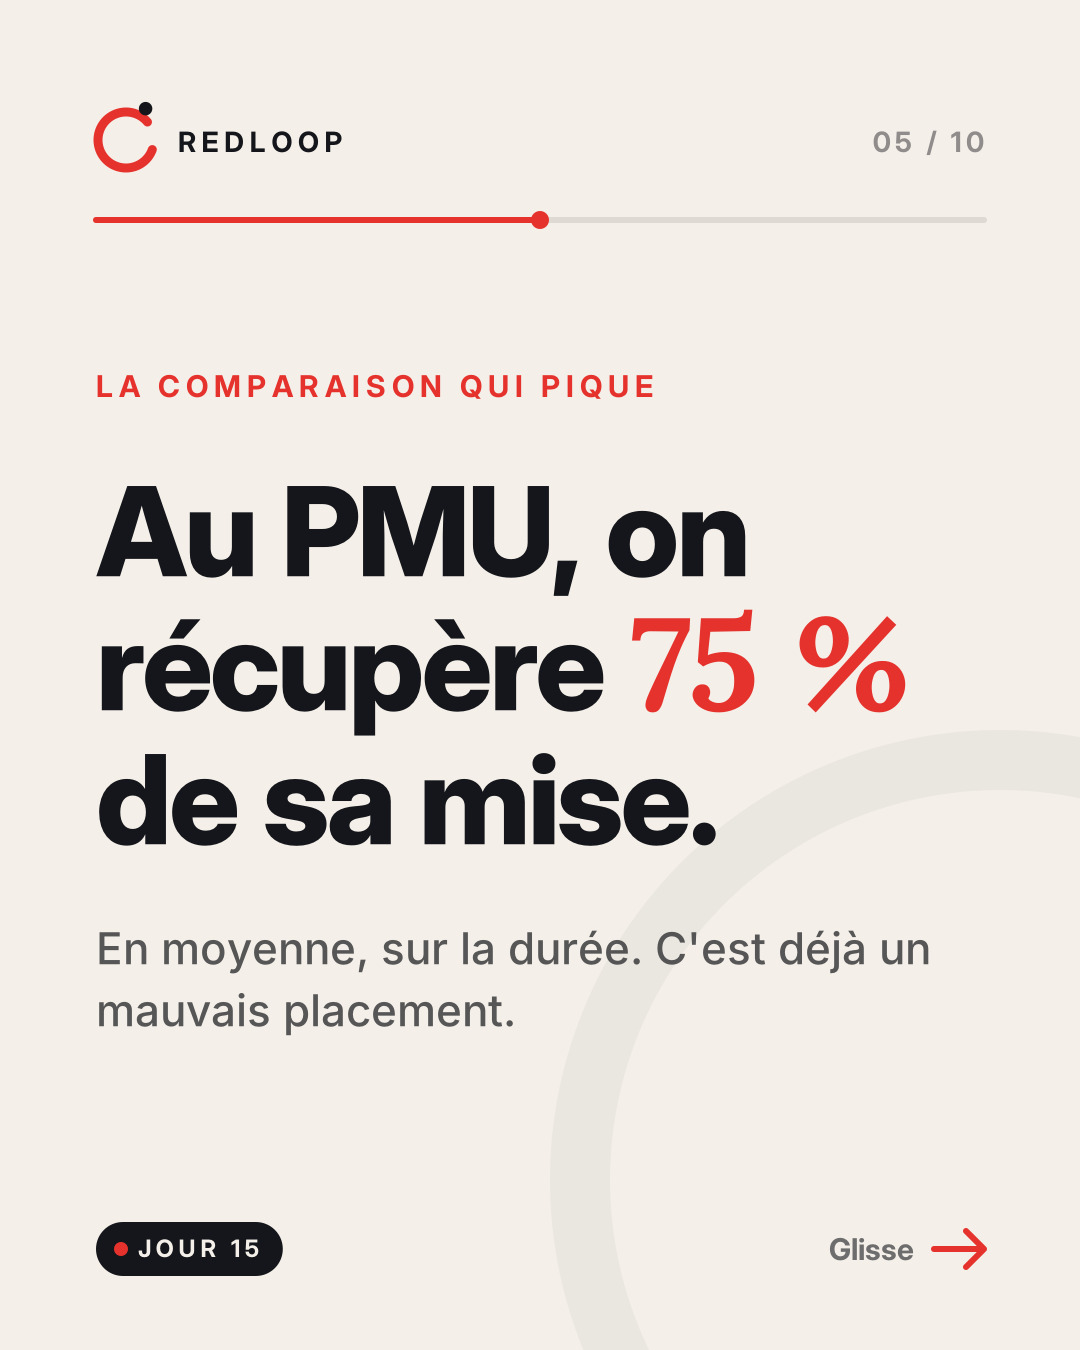 REDLOOP
05 / 10
LA COMPARAISON QUI PIQUE
Au PMU, on
récupère 75 %
de sa mise.
En moyenne, sur la durée. C'est déjà un
mauvais placement.
JOUR 15
Glisse